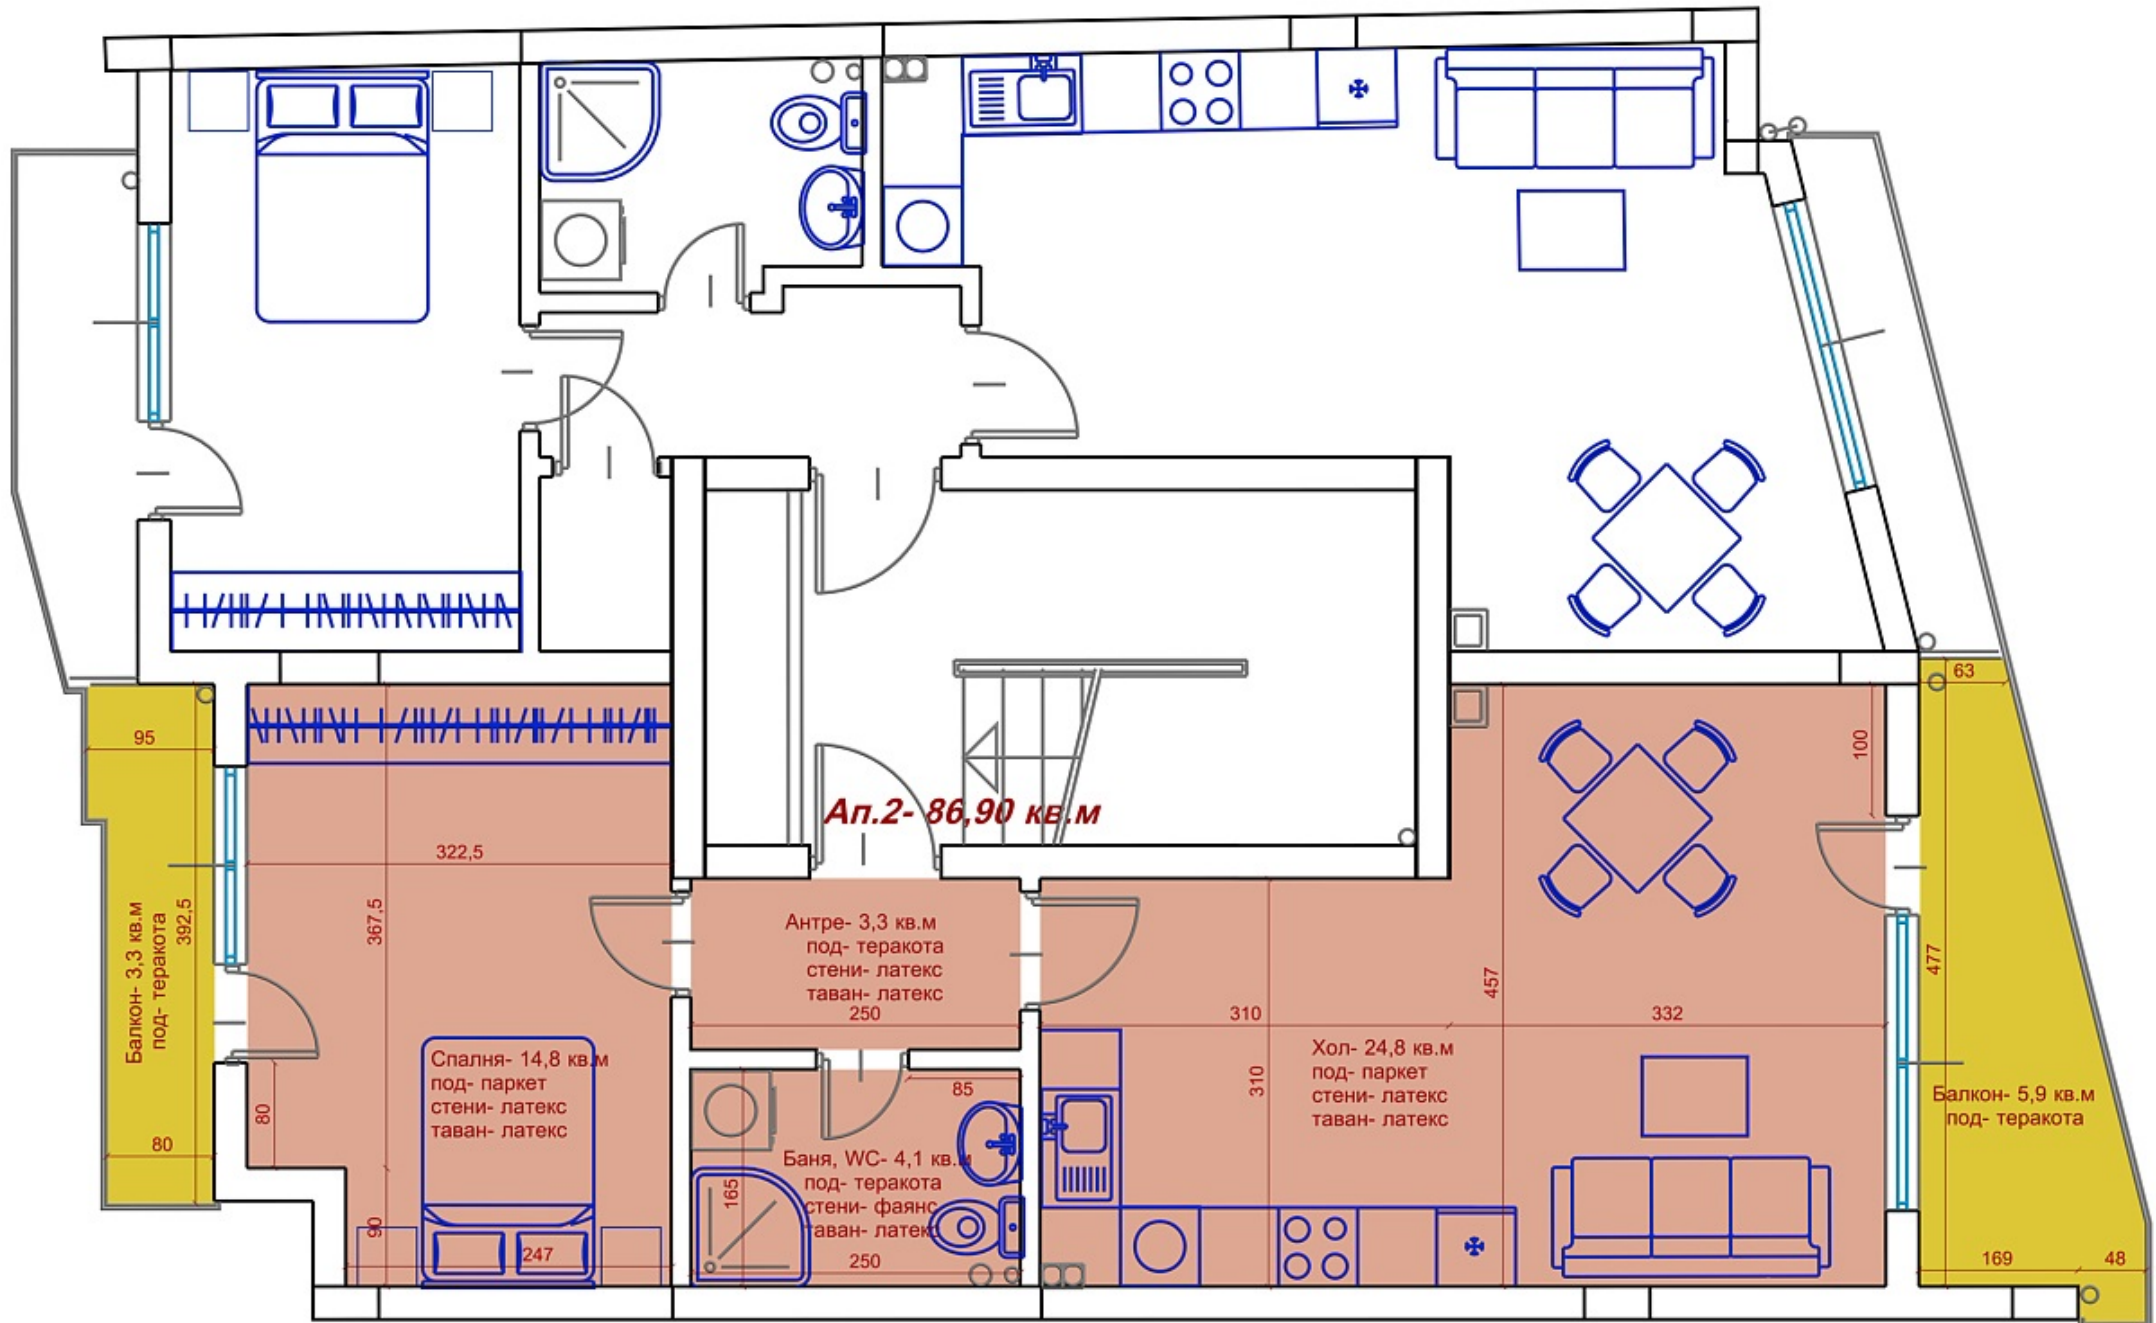 63
95
100
Ап.2- 86,90 кв.м
322,5
367,5
392,5
Балкон- 3,3 кв.м
под- теракота
Антре- 3,3 кв.м
под- теракота
стени- латекс
таван- латекс
250
310
332
457
477
310
Спалня- 14,8 кв.м
под- паркет
стени- латекс
таван- латекс
Хол- 24,8 кв.м
под- паркет
стени- латекс
таван- латекс
85
80
80
Балкон- 5,9 кв.м
под- теракота
Баня, WC- 4,1 кв.м
под- теракота
стени- фаянс
таван- латекс
165
90
247
250
169
48